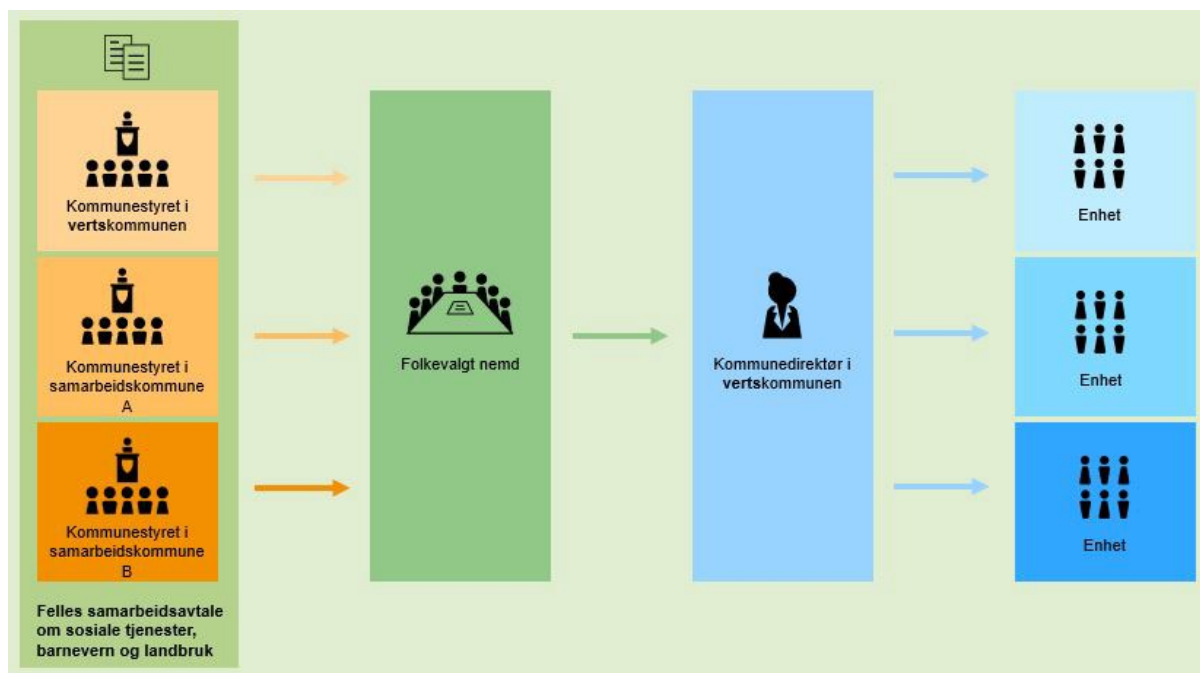 Kommunestyret i
vertskommunen
Kommunestyret i
samarbeidskommune
A
Kommunestyret i
samarbeidskommune
B
Felles samarbeidsavtale
om sosiale tjenester,
barnevern og landbruk
Folkevalgt nemd
Kommunedirektør i
vertskommunen
Enhet
Enhet
Enhet